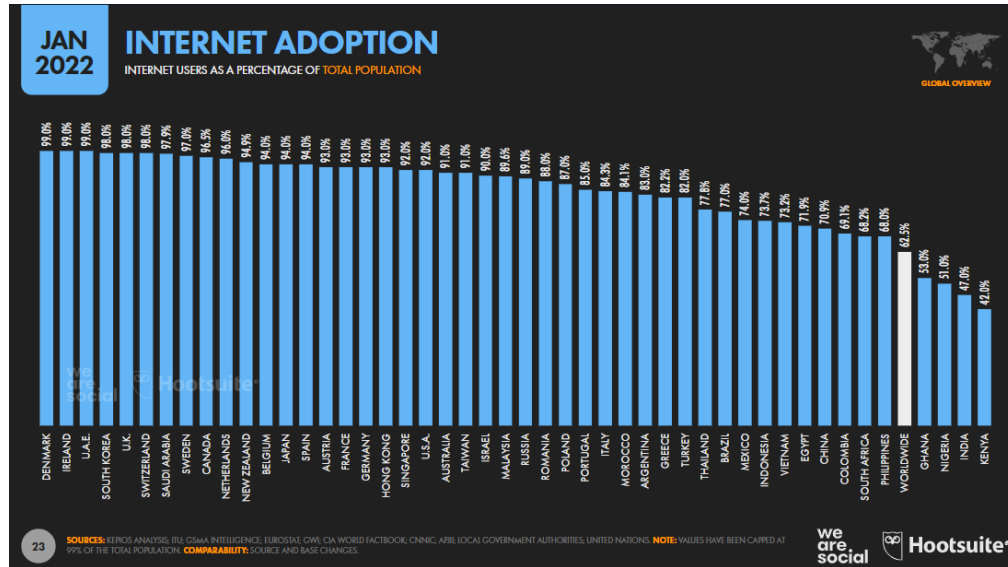 JAN
2022
INTERNET ADOPTION
INTERNET USERS AS A PERCENTAGE OF TOTAL POPULATION
GLOBAL OVERVIEW
99.0% 99.0% 99.0% 98.0% 98.0% 98.0% 97.9% 97.0% 96.5% 96.0% 94.9% 94.0% 94.0% 94.0% 93.0% 93.0% 93.0% 93.0% 92.0% 92.0% 91.0% 91.0% 90.0% 89.6% 89.0% 88.0% 87.0% 85.0% 84.3% 84.1% 83.0% 82.2% 82.0% 77.8% 77.0% 74.0% 73.7% 73.2% 71.9% 70.9% 69.1% 68.2% 68.0% 62.5% 53.0% 51.0% 47.0% 42.0%
we
are
social
Hootsuite®
DENMARK IRELAND U.A.E. SOUTH KOREA U.K. SWITZERLAND SAUDI ARABIA SWEDEN CANADA NETHERLANDS NEW ZEALAND BELGIUM JAPAN SPAIN AUSTRIA FRANCE GERMANY HONG KONG SINGAPORE U.S.A. AUSTRALIA TAIWAN ISRAEL MALAYSIA RUSSIA ROMANIA POLAND PORTUGAL ITALY MOROCCO ARGENTINA GREECE TURKEY THAILAND BRAZIL MEXICO INDONESIA VIETNAM EGYPT CHINA COLOMBIA SOUTH AFRICA PHILIPPINES WORLDWIDE GHANA NIGERIA INDIA KENYA
23
SOURCES: KEPIOS ANALYSIS; ITU; GSMA INTELLIGENCE; EUROSTAT; GWI; CIA WORLD FACTBOOK; CNNIC; APJII; LOCAL GOVERNMENT AUTHORITIES; UNITED NATIONS. NOTE: VALUES HAVE BEEN CAPPED AT
99% OF THE TOTAL POPULATION. COMPARABILITY: SOURCE AND BASE CHANGES.
we
are
social
Hootsuite®